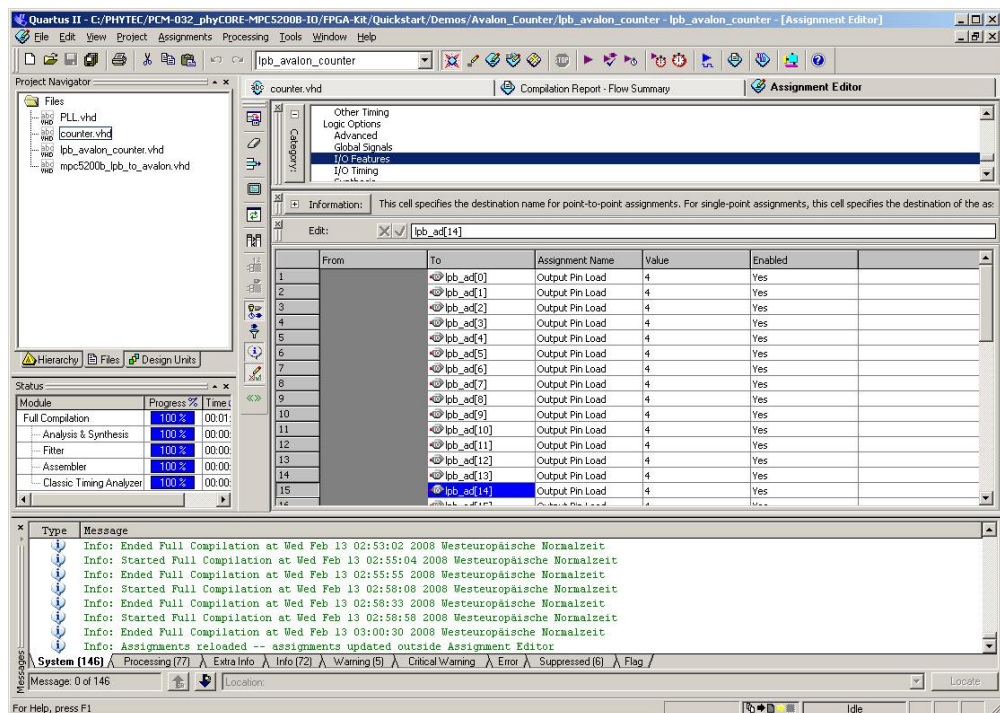 Quartus II - C:/PHYTEC/PCM-032_phyCORE-MPC5200B-IO/FPGA-Kit/Quickstart/Demos/Avalon_Counter/lpb_avalon_counter - lpb_avalon_counter - [Assignment Editor]
File Edit View Project Assignments Processing Tools Window Help
lpb_avalon_counter
Project Navigator
Files
PLL.vhd
counter.vhd
lpb_avalon_counter.vhd
mpc5200b_lpb_to_avalon.vhd
Hierarchy Files Design Units
Status
Module Progress % Time (
Full Compilation 100 % 00:01:
Analysis & Synthesis 100 % 00:00:
Fitter 100 % 00:00:
Assembler 100 % 00:00:
Classic Timing Analyzer 100 % 00:00:
counter.vhd Compilation Report - Flow Summary Assignment Editor
Category:
Other Timing
Logic Options
Advanced
Global Signals
I/O Features
I/O Timing
Information: This cell specifies the destination name for point-to-point assignments. For single-point assignments, this cell specifies the destination of the as:
Edit: lpb_ad[14]
From To Assignment Name Value Enabled
1 lpb_ad[0] Output Pin Load 4 Yes
2 lpb_ad[1] Output Pin Load 4 Yes
3 lpb_ad[2] Output Pin Load 4 Yes
4 lpb_ad[3] Output Pin Load 4 Yes
5 lpb_ad[4] Output Pin Load 4 Yes
6 lpb_ad[5] Output Pin Load 4 Yes
7 lpb_ad[6] Output Pin Load 4 Yes
8 lpb_ad[7] Output Pin Load 4 Yes
9 lpb_ad[8] Output Pin Load 4 Yes
10 lpb_ad[9] Output Pin Load 4 Yes
11 lpb_ad[10] Output Pin Load 4 Yes
12 lpb_ad[11] Output Pin Load 4 Yes
13 lpb_ad[12] Output Pin Load 4 Yes
14 lpb_ad[13] Output Pin Load 4 Yes
15 lpb_ad[14] Output Pin Load 4 Yes
Type Message
Info: Ended Full Compilation at Wed Feb 13 02:53:02 2008 Westeuropäische Normalzeit
Info: Started Full Compilation at Wed Feb 13 02:55:04 2008 Westeuropäische Normalzeit
Info: Ended Full Compilation at Wed Feb 13 02:55:55 2008 Westeuropäische Normalzeit
Info: Started Full Compilation at Wed Feb 13 02:58:08 2008 Westeuropäische Normalzeit
Info: Ended Full Compilation at Wed Feb 13 02:58:33 2008 Westeuropäische Normalzeit
Info: Started Full Compilation at Wed Feb 13 02:58:58 2008 Westeuropäische Normalzeit
Info: Ended Full Compilation at Wed Feb 13 03:00:30 2008 Westeuropäische Normalzeit
Info: Assignments reloaded -- assignments updated outside Assignment Editor
System (146) Processing (77) Extra Info Info (72) Warning (5) Critical Warning Error Suppressed (6) Flag
Messages
Message: 0 of 146 Location: Locate
For Help, press F1 Idle